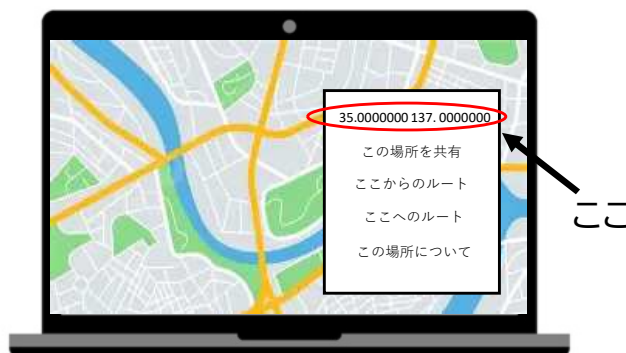 35.0000000 137. 0000000
この場所を共有
ここからのルート
ここへのルート
この場所について
ここ